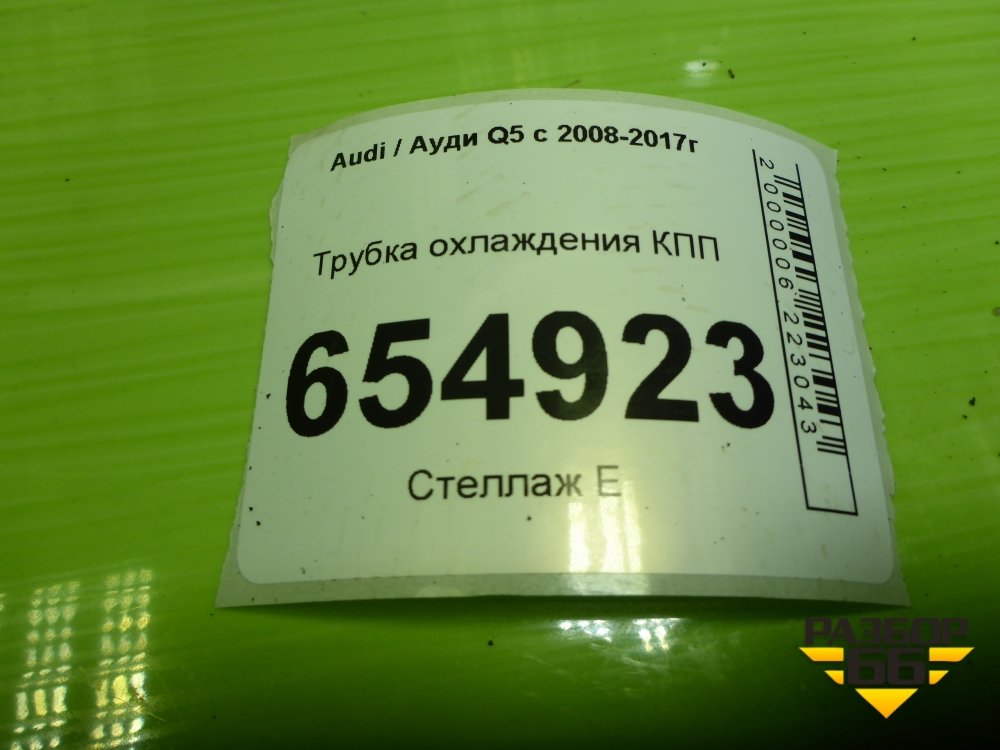 Audi / Ауди Q5 с 2008-2017г
Трубка охлаждения КПП
654923
Стеллаж Е
2000006223043
РАЗБОР
66